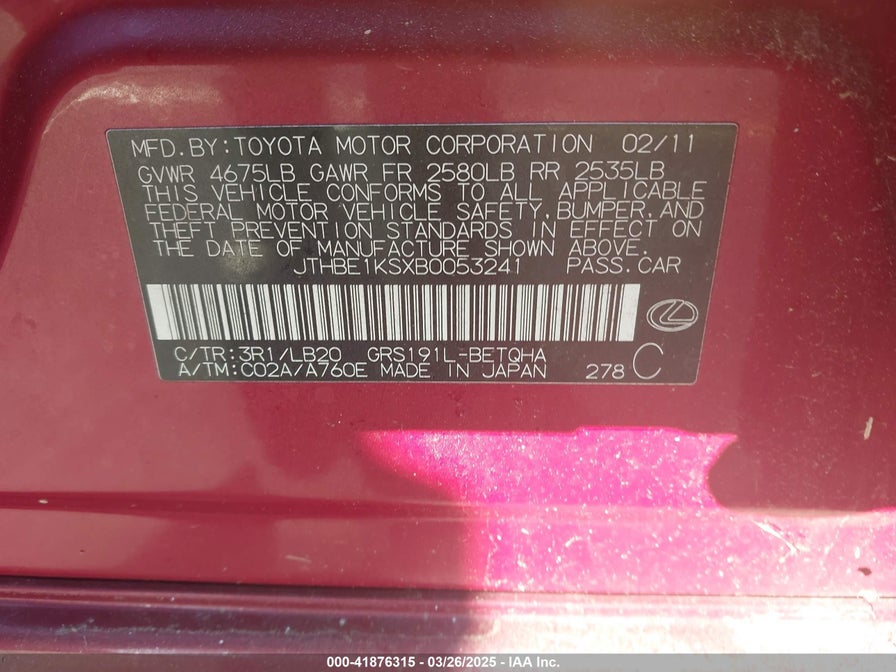 MFD.BY:TOYOTA MOTOR CORPORATION 02/11
GVWR 4675LB GAWR FR 2580LB RR 2535LB
THIS VEHICLE CONFORMS TO ALL APPLICABLE
FEDERAL MOTOR VEHICLE SAFETY,BUMPER,AND
THEFT PREVENTION STANDARDS IN EFFECT ON
THE DATE OF MANUFACTURE SHOWN ABOVE.
JTHBE1KSXB0053241 PASS.CAR
C/TR:3R1/LB20 GRS191L-BETQHA
A/TM:C02A/A760E MADE IN JAPAN 278 C
000-41876315 - 03/26/2025 - IAA Inc.